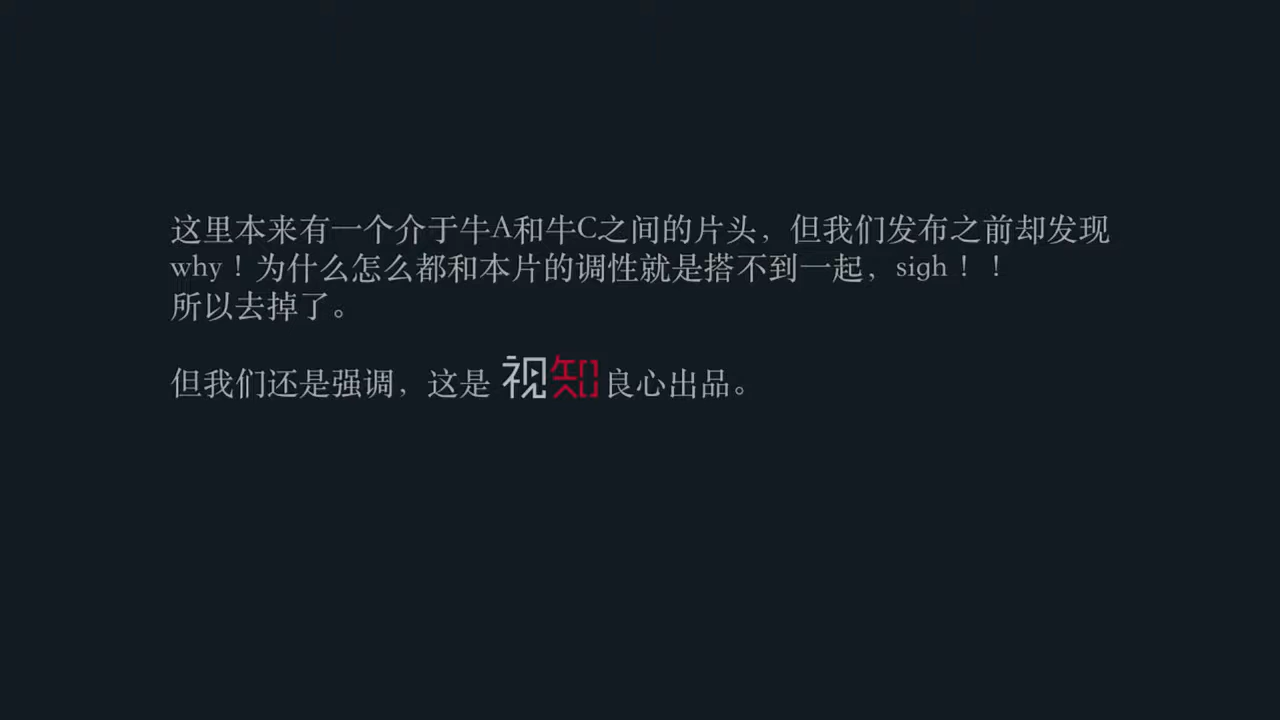 这里本来有一个介于牛A和牛C之间的片头，但我们发布之前却发现
why！为什么怎么都和本片的调性就是搭不到一起，sigh！！
所以去掉了。
但我们还是强调，这是 视知 良心出品。